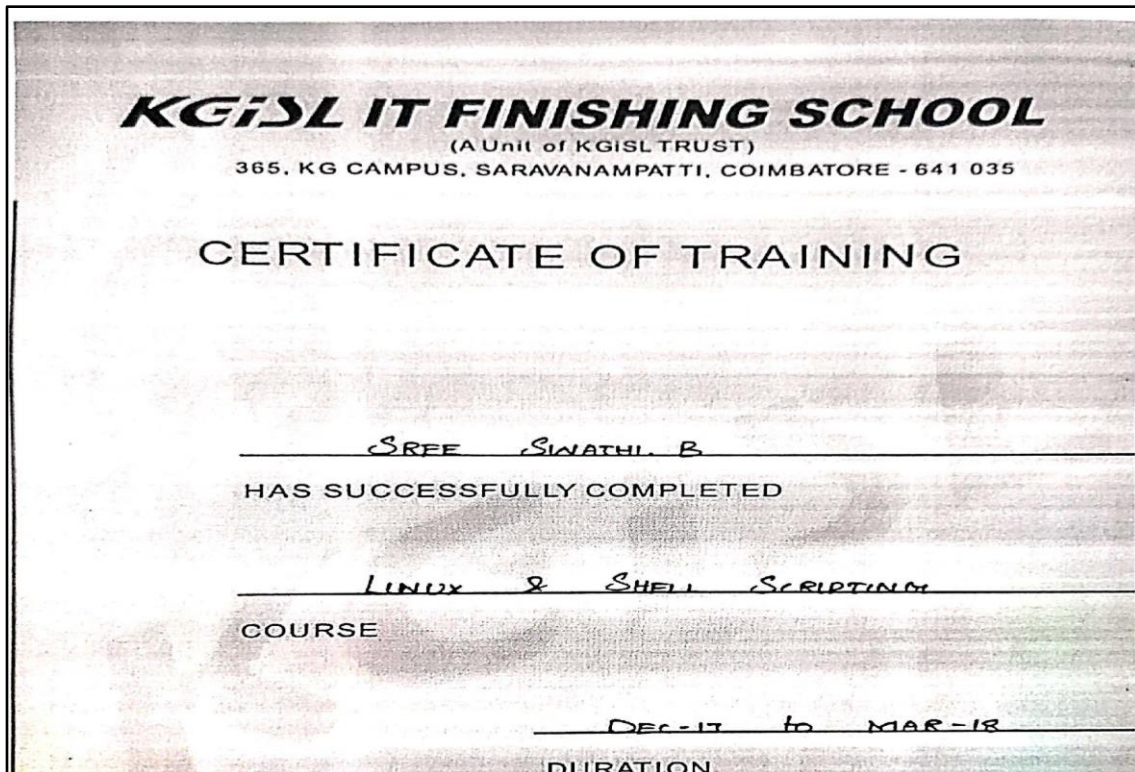 KGiSL IT FINISHING SCHOOL
(A Unit of KGiSL TRUST)
365, KG CAMPUS, SARAVANAMPATTI, COIMBATORE - 641 035
CERTIFICATE OF TRAINING
SREE SWATHI. B
HAS SUCCESSFULLY COMPLETED
LINUX & SHELL SCRIPTING
COURSE
DEC-17 to MAR-18
DURATION